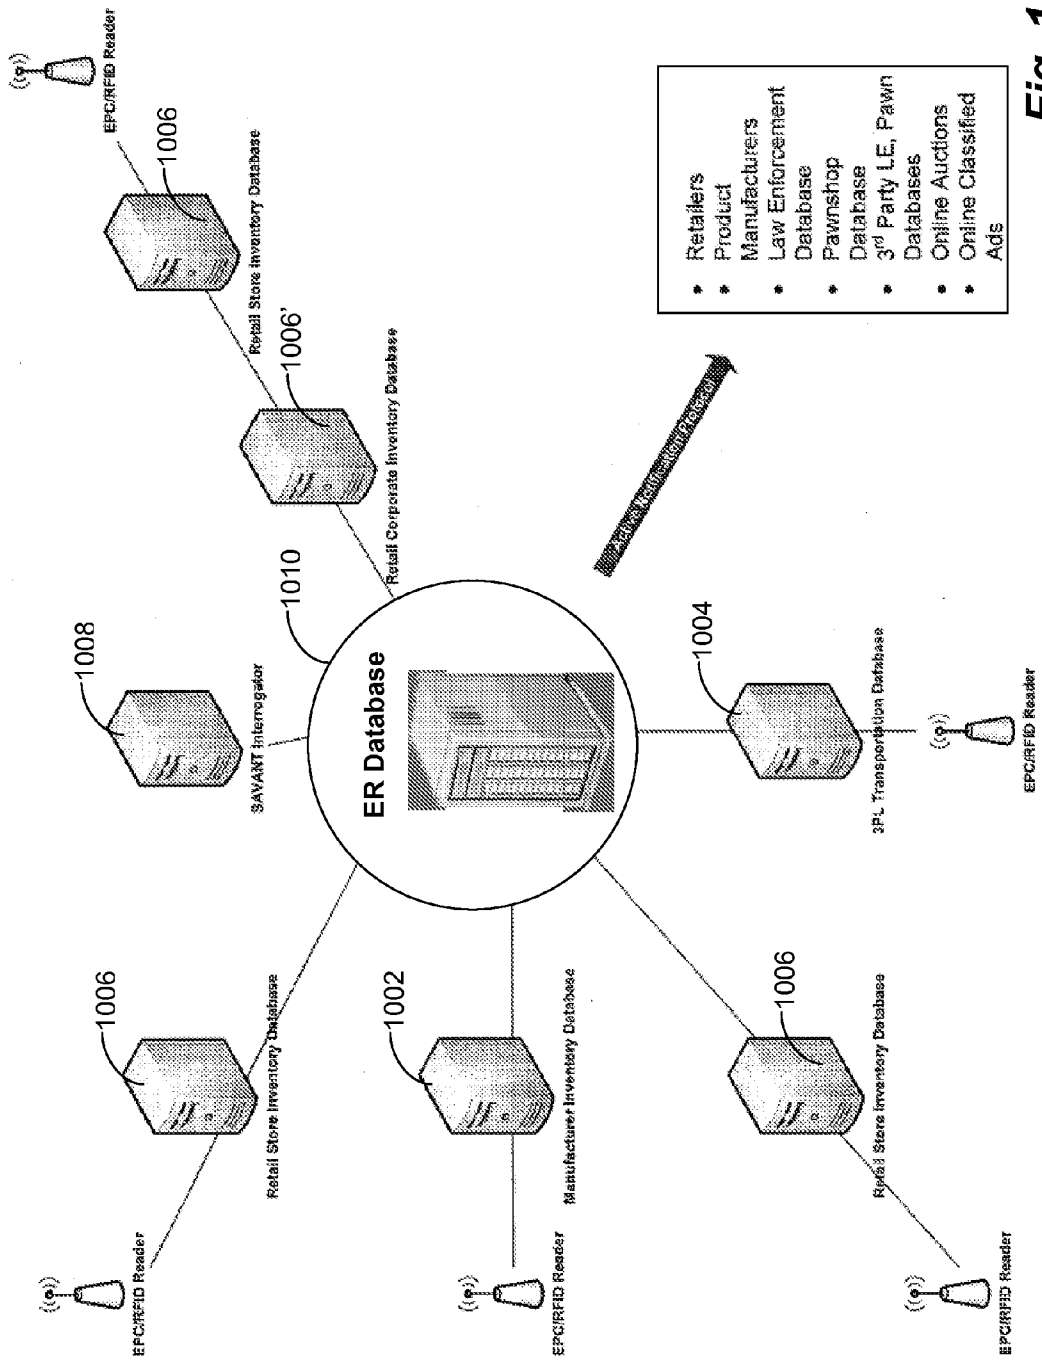 1006
1008
EPC/RFID Reader
EPC/RFID Reader
1006
Retail Store Inventory Database
SAVANT Interrogator
Retail Store Inventory Database
1010
1006'
ER Database
Retail Corporate Inventory Database
1002
EPC/RFID Reader
Manufacturer Inventory Database
Active Notification Protocol
1004
1006
Retail Store Inventory Database
3PL Transportation Database
EPC/RFID Reader
EPC/RFID Reader
• Retailers
• Product
Manufacturers
• Law Enforcement
Database
• Pawnshop
Database
• 3rd Party LE, Pawn
Databases
• Online Auctions
• Online Classified
Ads
Fig. 1